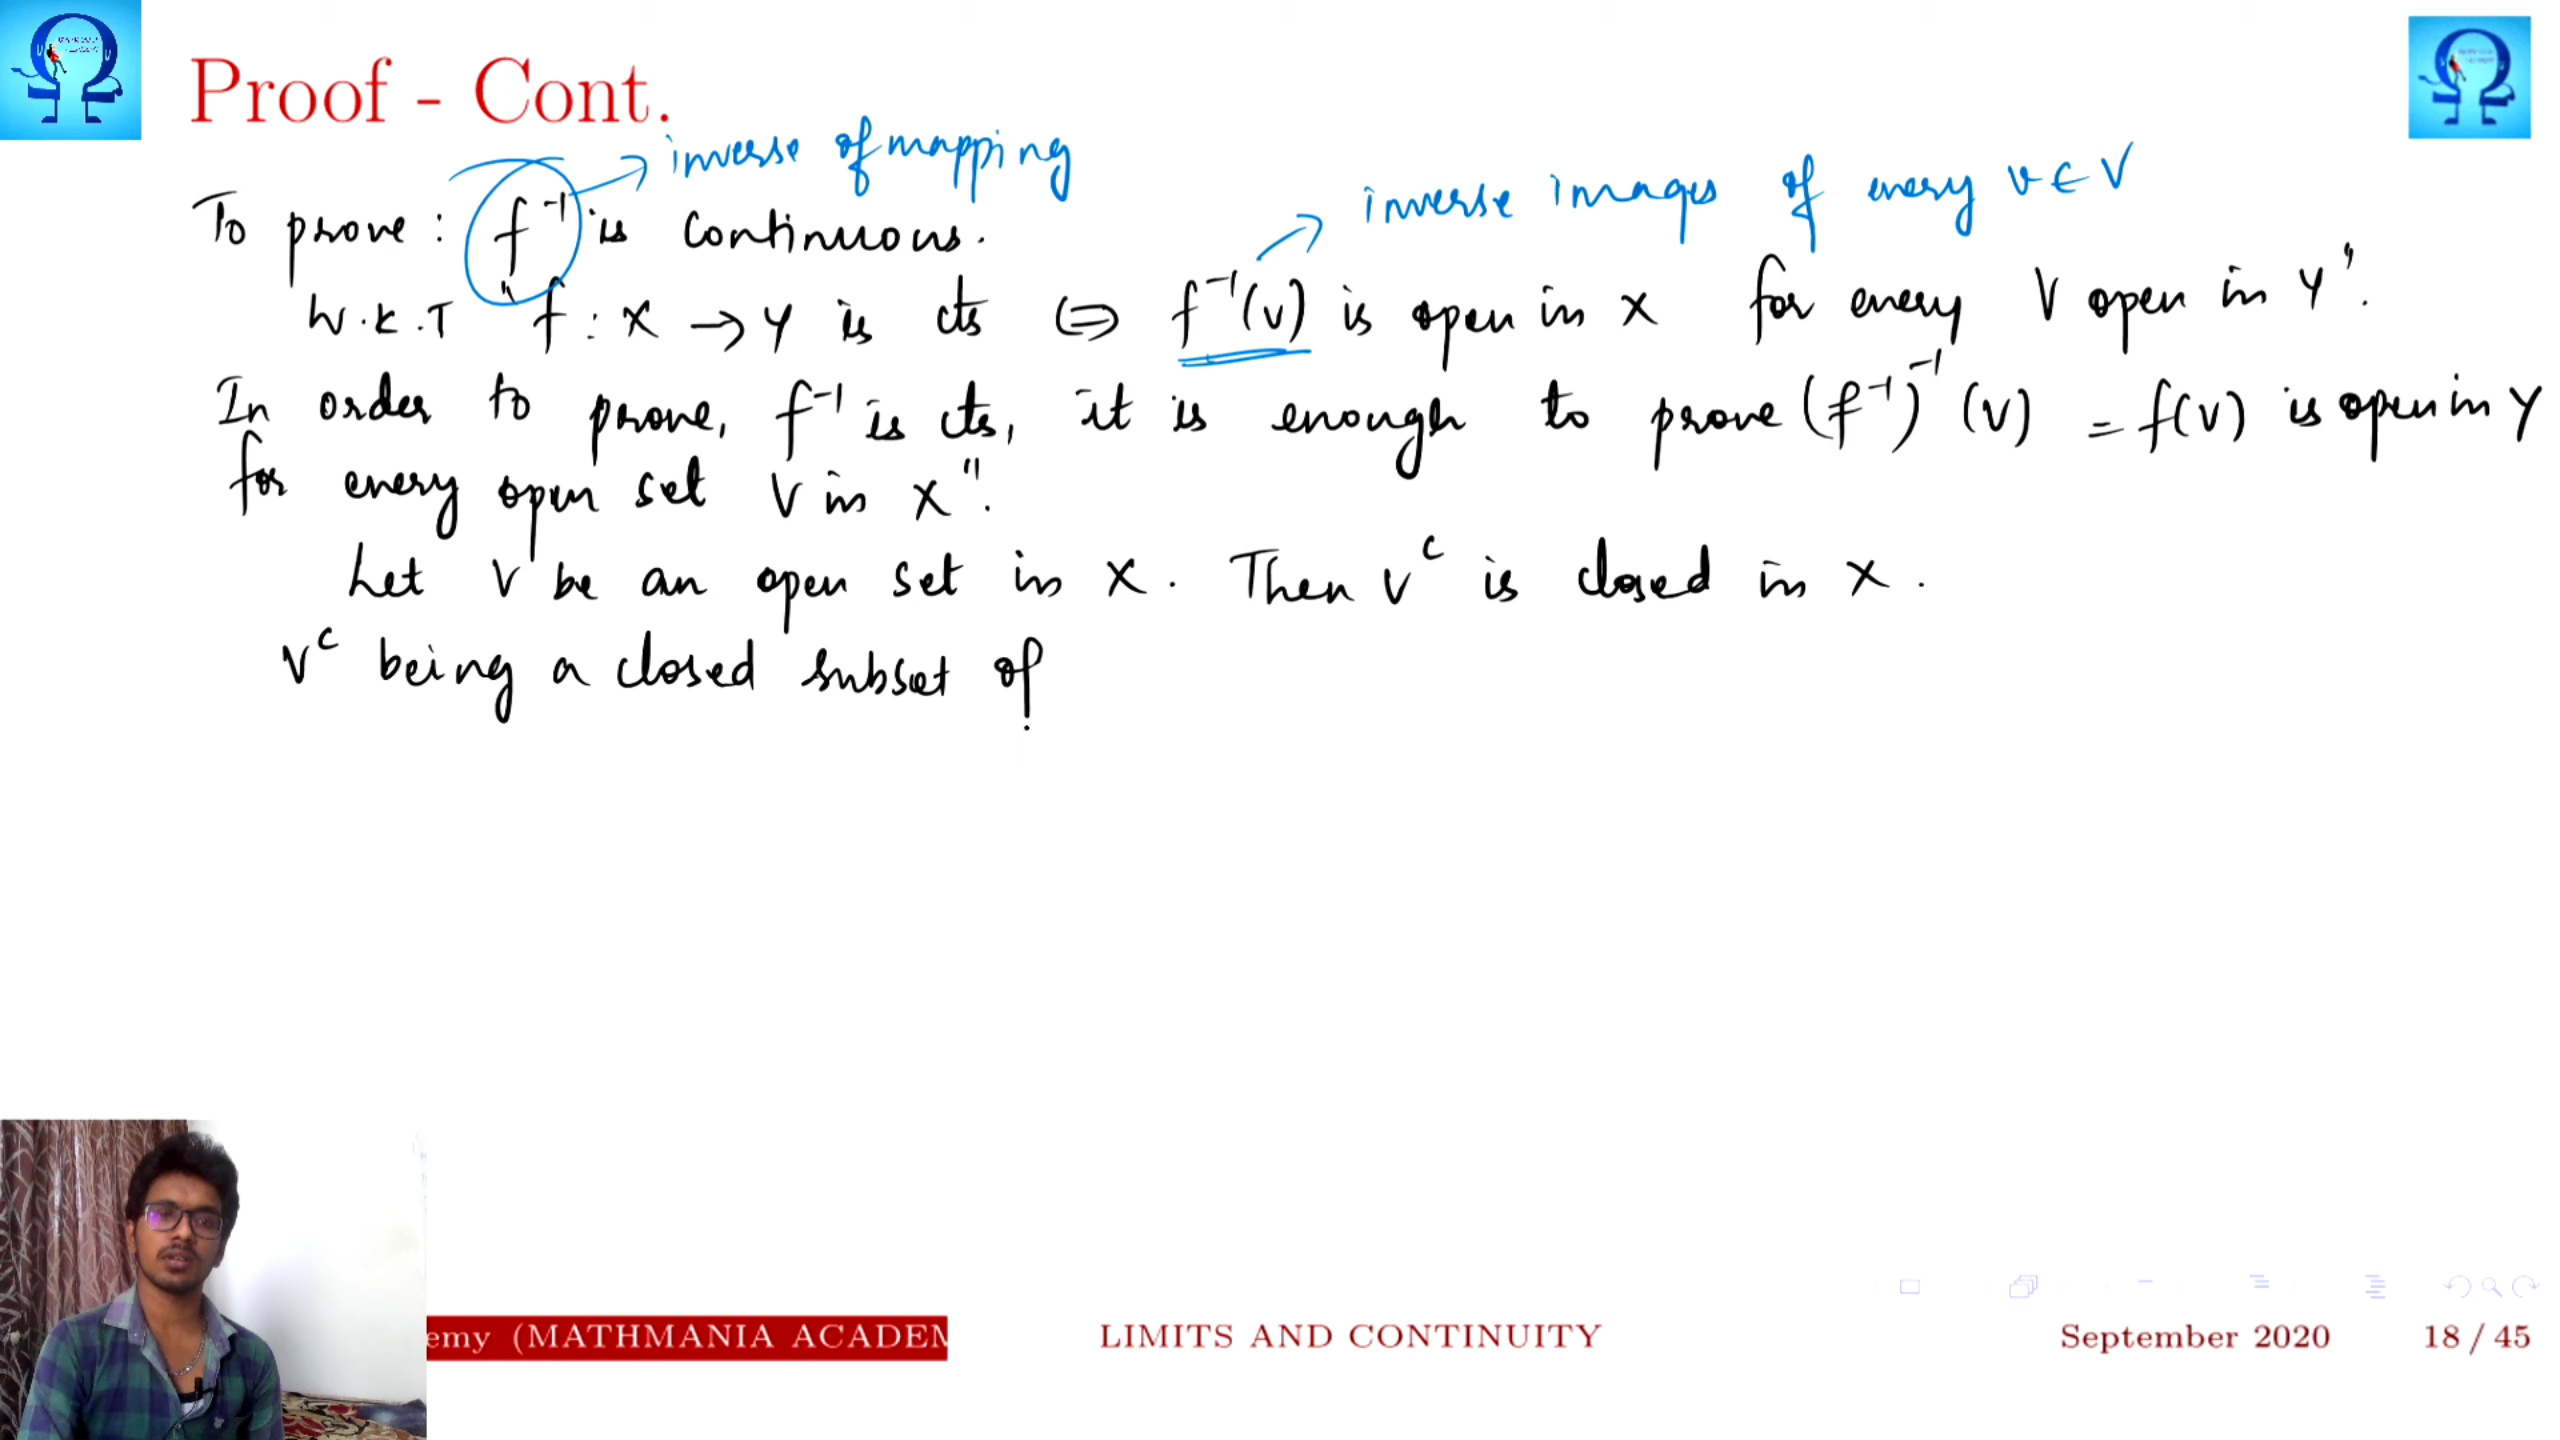 Proof - Cont.
inverse of mapping
inverse images of every v ∈ V
To prove : f⁻¹ is continuous.
W.K.T "f : X → Y is cts ⇔ f⁻¹(V) is open in X for every V open in Y".
In order to prove, f⁻¹ is cts, it is enough to prove (f⁻¹)⁻¹(V) = f(V) is open in Y
for every open set V in X".
Let V be an open set in X. Then Vᶜ is closed in X.
Vᶜ being a closed subset of
emy (MATHMANIA ACADEM
LIMITS AND CONTINUITY
September 2020
18 / 45